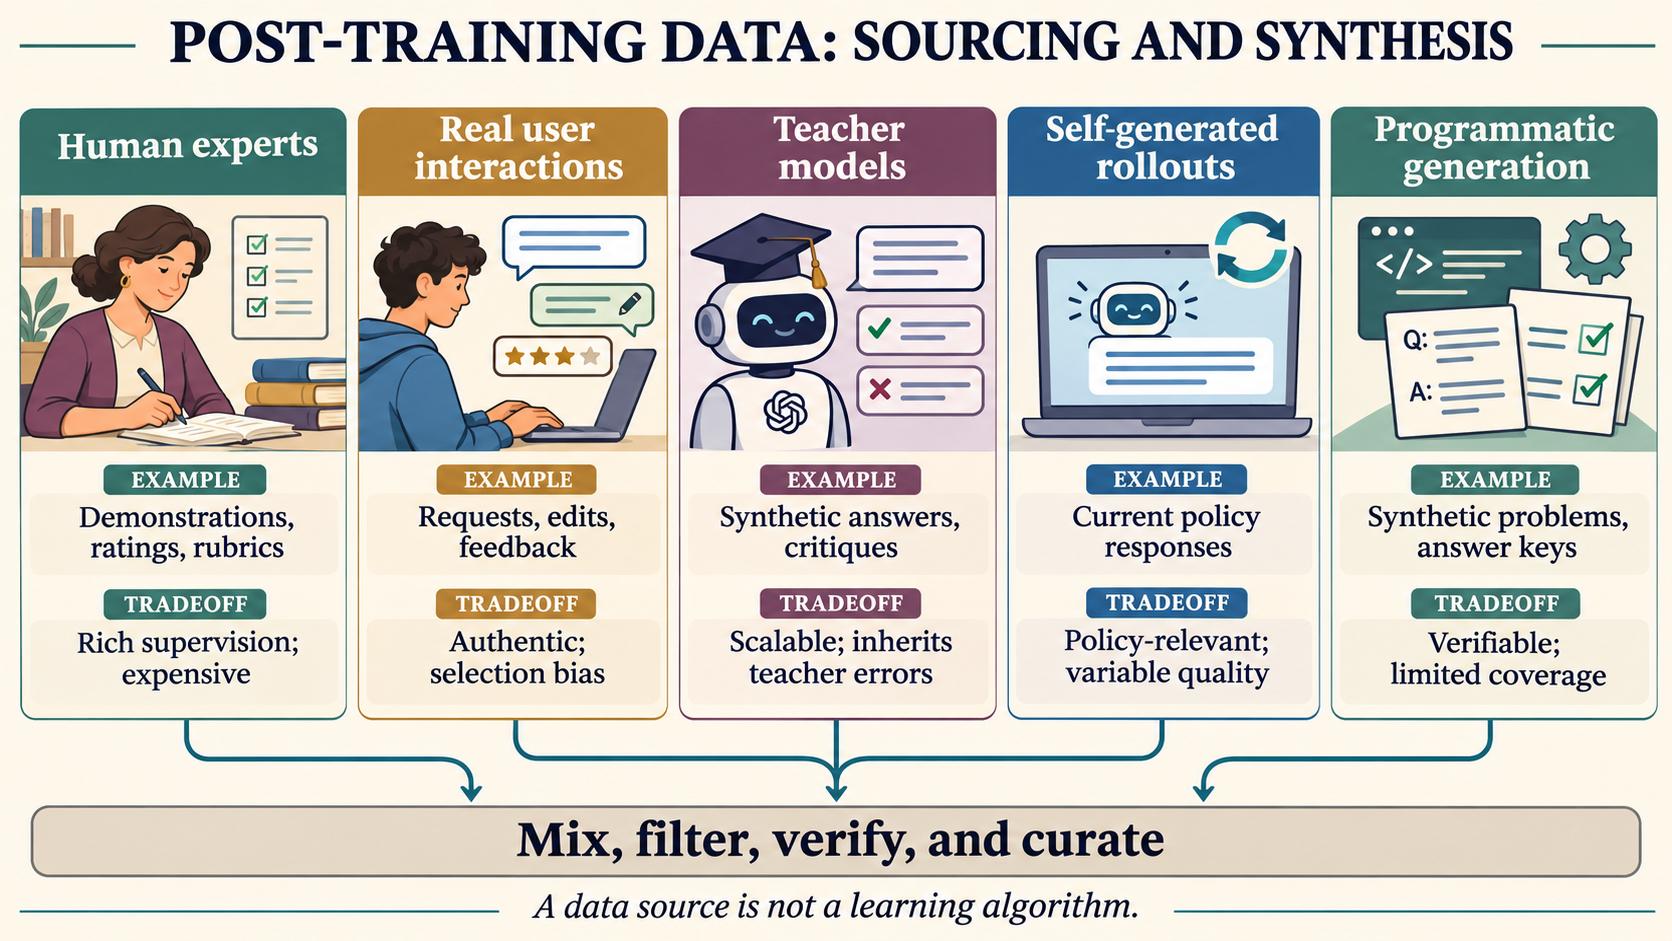 POST-TRAINING DATA: SOURCING AND SYNTHESIS
Human experts
EXAMPLE
Demonstrations,
ratings, rubrics
TRADEOFF
Rich supervision;
expensive
Real user
interactions
EXAMPLE
Requests, edits,
feedback
TRADEOFF
Authentic;
selection bias
Teacher
models
EXAMPLE
Synthetic answers,
critiques
TRADEOFF
Scalable; inherits
teacher errors
Self-generated
rollouts
EXAMPLE
Current policy
responses
TRADEOFF
Policy-relevant;
variable quality
Programmatic
generation
</>
Q:
A:
EXAMPLE
Synthetic problems,
answer keys
TRADEOFF
Verifiable;
limited coverage
Mix, filter, verify, and curate
A data source is not a learning algorithm.